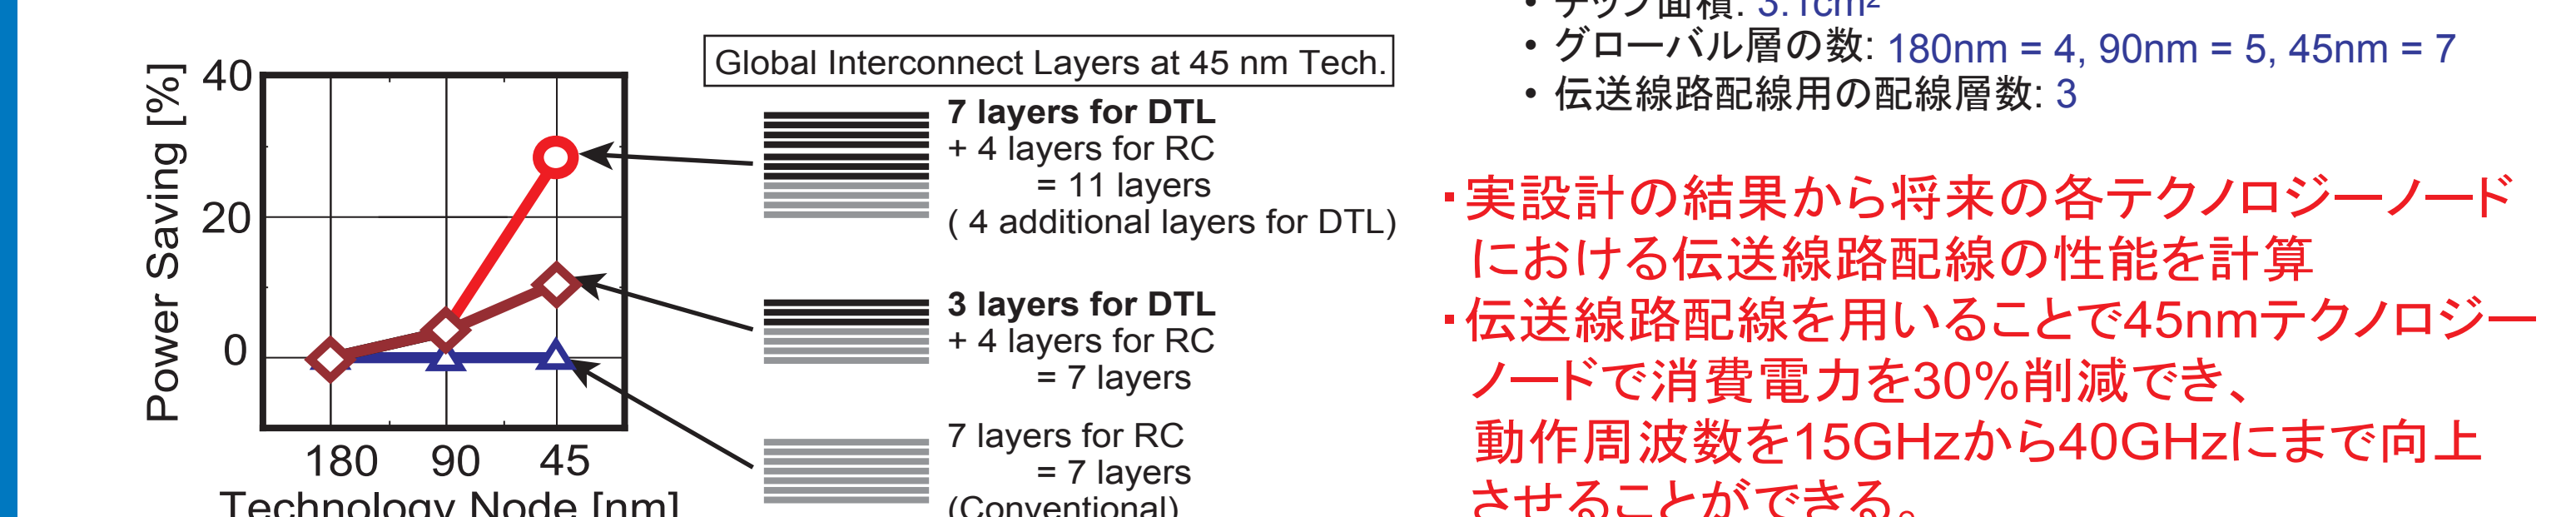 Power Saving [%]
40
20
0
180 90 45
Technology Node [nm]
Global Interconnect Layers at 45 nm Tech.
7 layers for DTL
+ 4 layers for RC
= 11 layers
( 4 additional layers for DTL)
3 layers for DTL
+ 4 layers for RC
= 7 layers
7 layers for RC
= 7 layers
(Conventional)
• チップ面積: 3.1cm²
• グローバル層の数: 180nm = 4, 90nm = 5, 45nm = 7
• 伝送線路配線用の配線層数: 3
・実設計の結果から将来の各テクノロジーノード
における伝送線路配線の性能を計算
・伝送線路配線を用いることで45nmテクノロジー
ノードで消費電力を30%削減でき、
動作周波数を15GHzから40GHzにまで向上
させることができる。